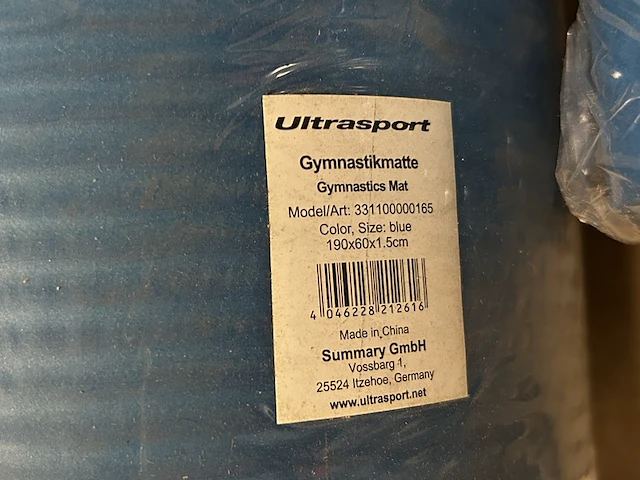 Ultrasport
Gymnastikmatte
Gymnastics Mat
Model/Art: 331100000165
Color, Size: blue
190x60x1.5cm
4 046228 212616
Made in China
Summary GmbH
Vossbarg 1,
25524 Itzehoe, Germany
www.ultrasport.net